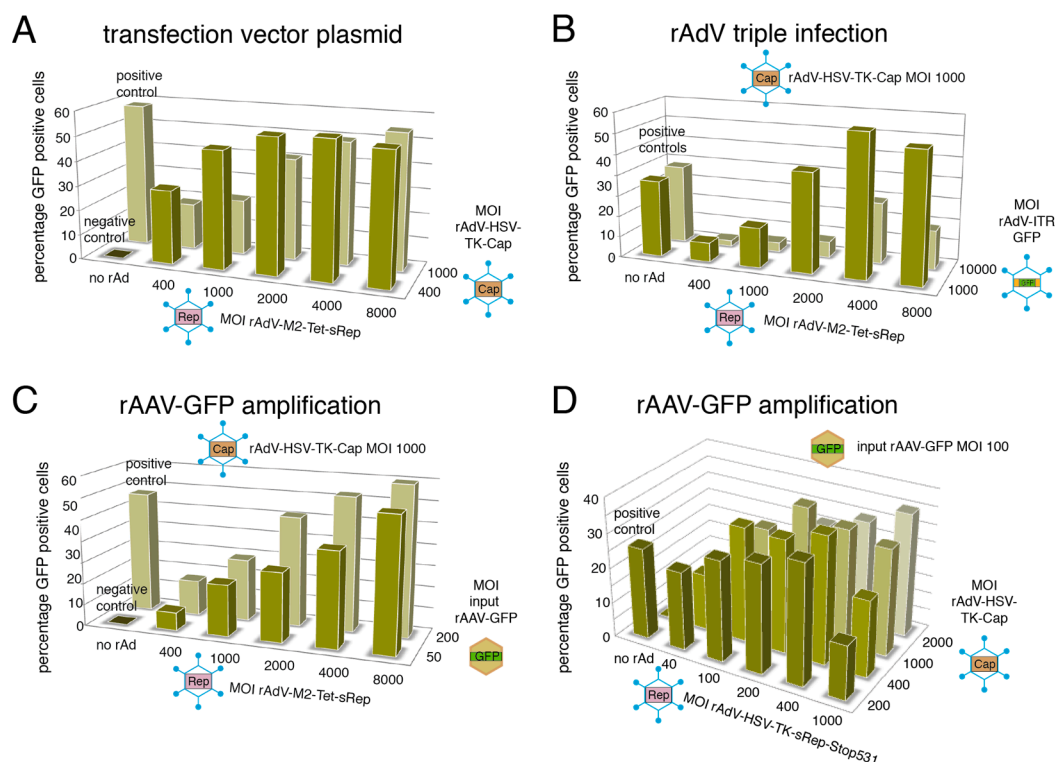 A
transfection vector plasmid
percentage GFP positive cells
60
50
40
30
20
10
0
positive
control
negative
control
no rAd
400
1000
2000
4000
8000
Rep
MOI rAdV-M2-Tet-sRep
MOI
rAdV-HSV-
TK-Cap
1000
400
Cap
B
rAdV triple infection
Cap
rAdV-HSV-TK-Cap MOI 1000
percentage GFP positive cells
60
50
40
30
20
10
0
positive
controls
no rAd
400
1000
2000
4000
8000
Rep
MOI rAdV-M2-Tet-sRep
MOI
rAdV-ITR
GFP
10000
1000
GFP
C
rAAV-GFP amplification
Cap
rAdV-HSV-TK-Cap MOI 1000
percentage GFP positive cells
60
50
40
30
20
10
0
positive
control
negative
control
no rAd
400
1000
2000
4000
8000
Rep
MOI rAdV-M2-Tet-sRep
MOI
input
rAAV-GFP
200
50
GFP
D
rAAV-GFP amplification
GFP
input rAAV-GFP MOI 100
percentage GFP positive cells
40
30
20
10
0
positive
control
no rAd
40
100
200
400
1000
Rep
MOI rAdV-HSV-TK-sRep-Stop531
MOI
rAdV-HSV-
TK-Cap
2000
1000
400
200
Cap